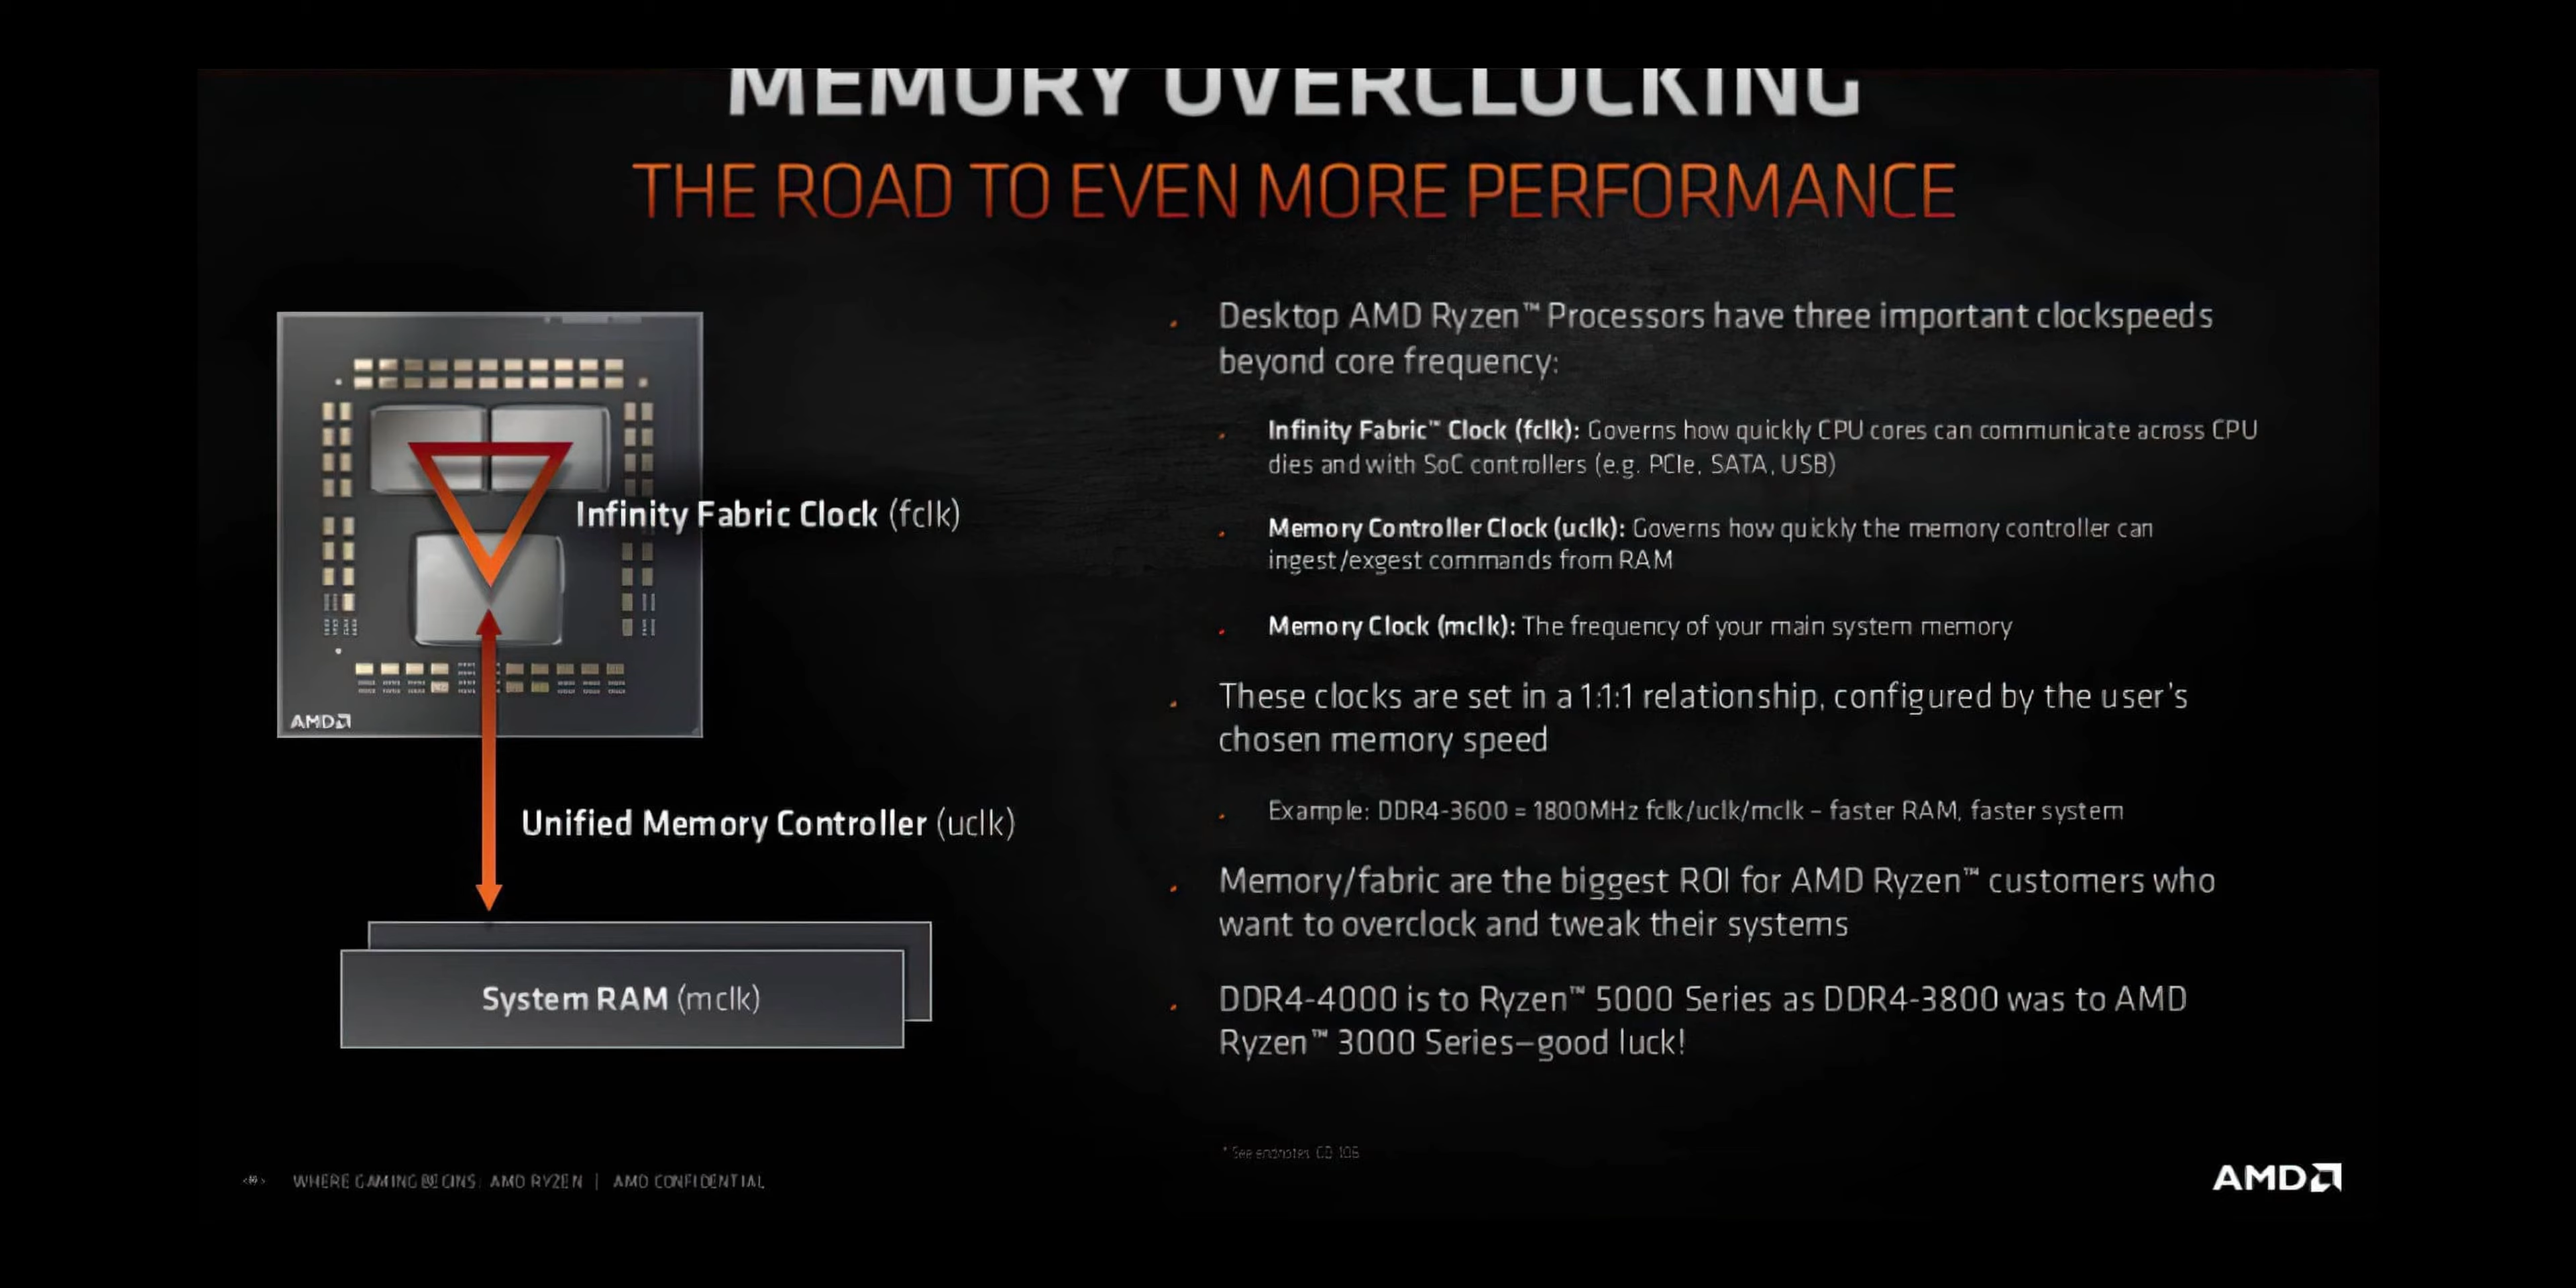 MEMORY OVERCLOCKING
THE ROAD TO EVEN MORE PERFORMANCE
Infinity Fabric Clock (fclk)
AMD
Unified Memory Controller (uclk)
System RAM (mclk)
Desktop AMD Ryzen™ Processors have three important clockspeeds
beyond core frequency:
Infinity Fabric™ Clock (fclk): Governs how quickly CPU cores can communicate across CPU
dies and with SoC controllers (e.g. PCIe, SATA, USB)
Memory Controller Clock (uclk): Governs how quickly the memory controller can
ingest/exgest commands from RAM
Memory Clock (mclk): The frequency of your main system memory
These clocks are set in a 1:1:1 relationship, configured by the user's
chosen memory speed
Example: DDR4-3600 = 1800MHz fclk/uclk/mclk – faster RAM, faster system
Memory/fabric are the biggest ROI for AMD Ryzen™ customers who
want to overclock and tweak their systems
DDR4-4000 is to Ryzen™ 5000 Series as DDR4-3800 was to AMD
Ryzen™ 3000 Series—good luck!
* See endnotes
WHERE GAMING BEGINS: AMD RYZEN | AMD CONFIDENTIAL
AMD